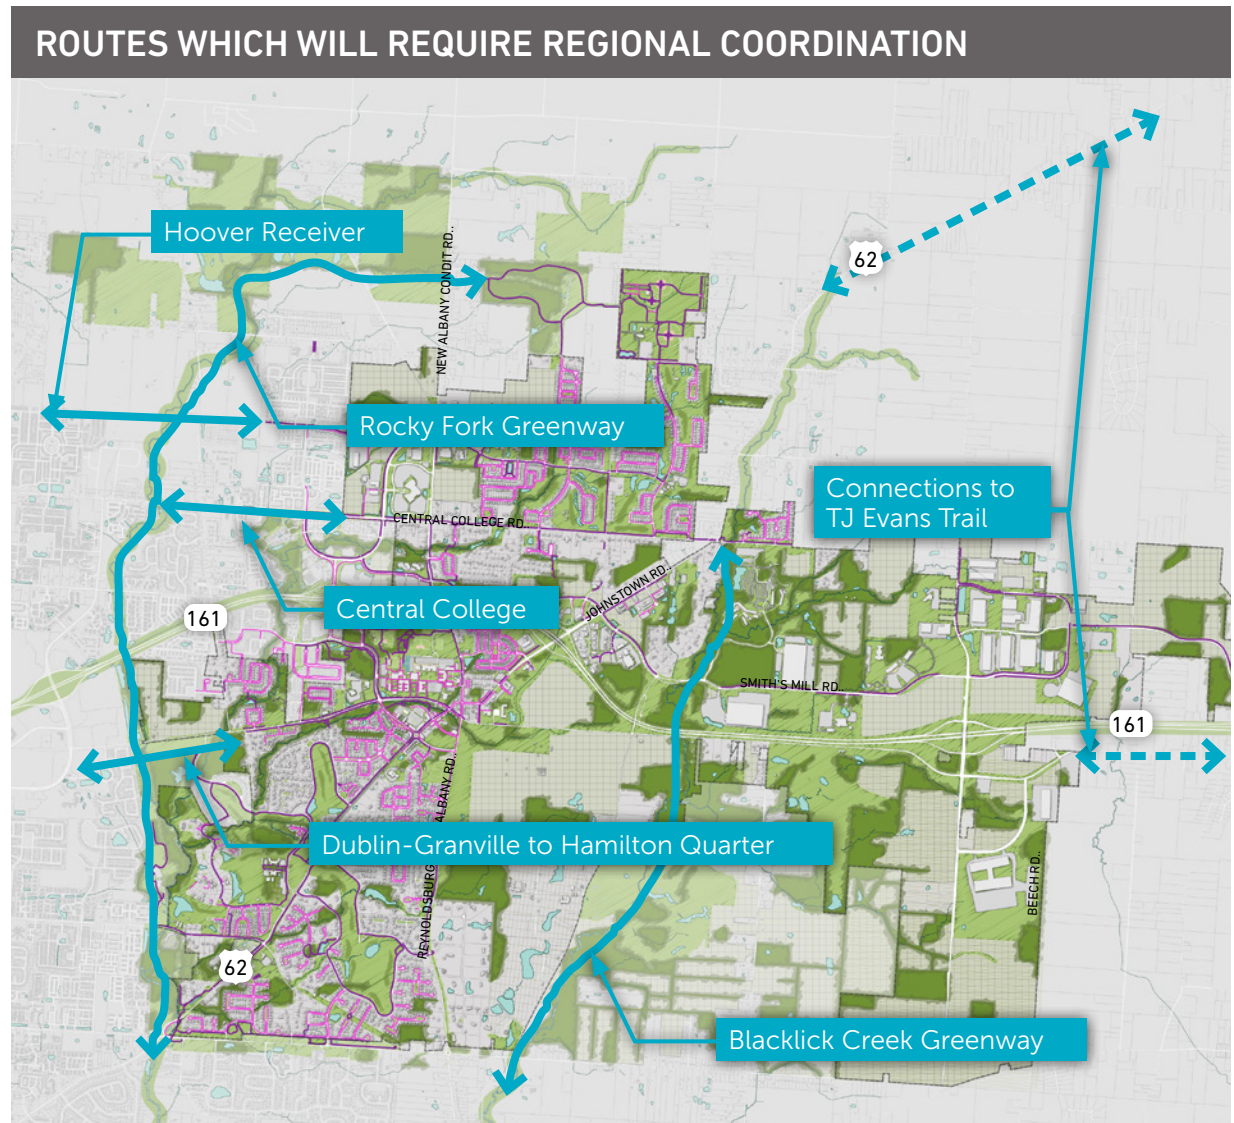 ROUTES WHICH WILL REQUIRE REGIONAL COORDINATION
Hoover Receiver
NEW ALBANY CONDIT RD..
62
Rocky Fork Greenway
Connections to
TJ Evans Trail
CENTRAL COLLEGE RD..
JOHNSTOWN RD..
Central College
161
SMITH'S MILL RD..
161
REYNOLDSBURG
ALBANY RD..
Dublin-Granville to Hamilton Quarter
BEECH RD..
62
Blacklick Creek Greenway